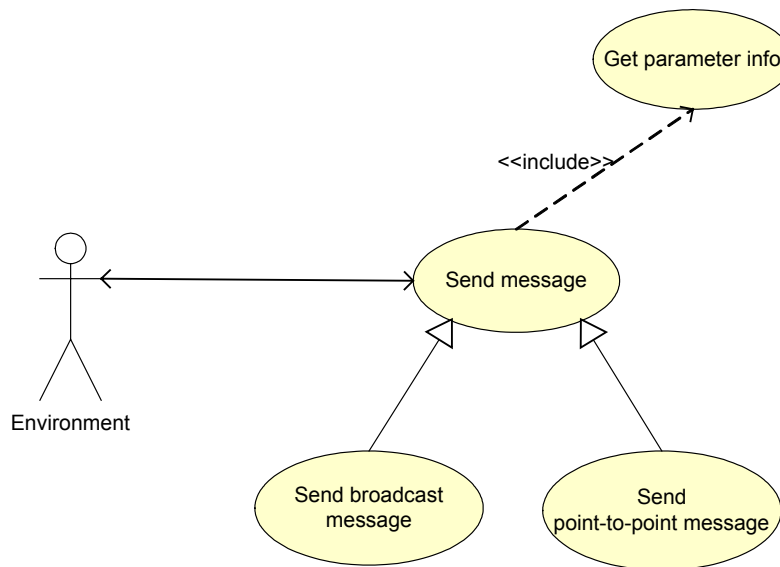 Get parameter info
<<include>>
Send message
Environment
Send broadcast
message
Send
point-to-point message